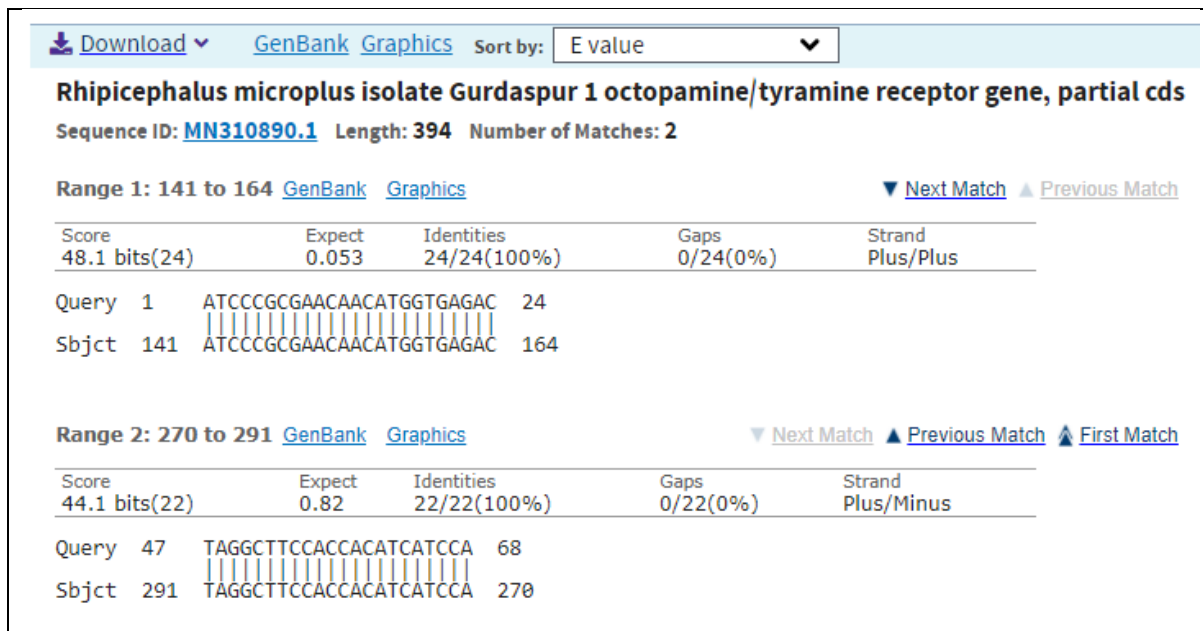 Download GenBank Graphics Sort by: E value
Rhipicephalus microplus isolate Gurdaspur 1 octopamine/tyramine receptor gene, partial cds
Sequence ID: MN310890.1 Length: 394 Number of Matches: 2
Range 1: 141 to 164 GenBank Graphics ▼ Next Match ▲ Previous Match
Score Expect Identities Gaps Strand
48.1 bits(24) 0.053 24/24(100%) 0/24(0%) Plus/Plus
Query 1 ATCCCGCGAACAACATGGTGAGAC 24
||||||||||||||||||||||||
Sbjct 141 ATCCCGCGAACAACATGGTGAGAC 164
Range 2: 270 to 291 GenBank Graphics ▼ Next Match ▲ Previous Match ▲ First Match
Score Expect Identities Gaps Strand
44.1 bits(22) 0.82 22/22(100%) 0/22(0%) Plus/Minus
Query 47 TAGGCTTCCACCACATCATCCA 68
||||||||||||||||||||||
Sbjct 291 TAGGCTTCCACCACATCATCCA 270